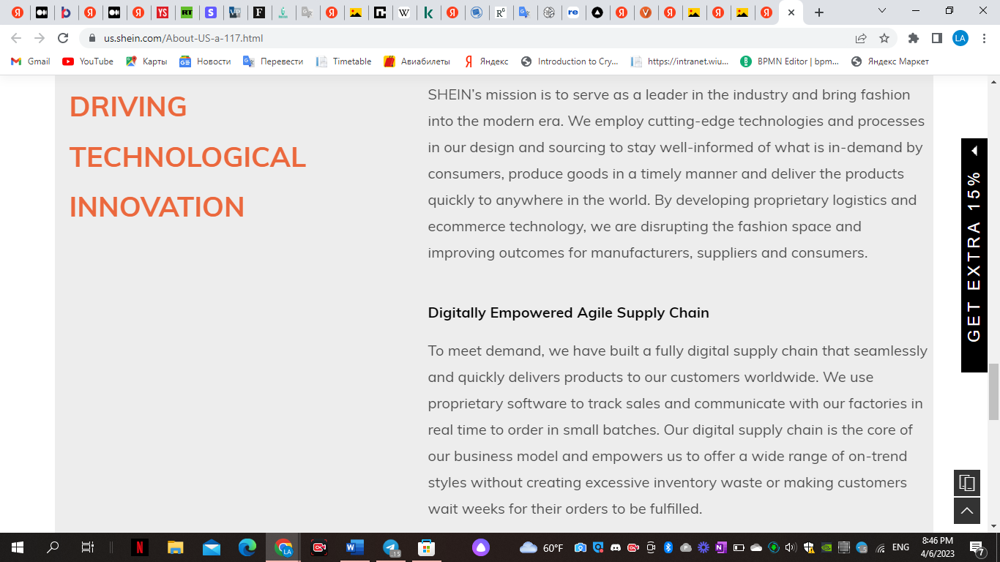 us.shein.com/About-US-a-117.html
LA
Gmail
YouTube
Карты
Новости
Перевести
Timetable
Авиабилеты
Яндекс
Introduction to Cry...
https://intranet.wiu...
BPMN Editor | bpm...
Яндекс Маркет
DRIVING
TECHNOLOGICAL
INNOVATION
SHEIN’s mission is to serve as a leader in the industry and bring fashion
into the modern era. We employ cutting-edge technologies and processes
in our design and sourcing to stay well-informed of what is in-demand by
consumers, produce goods in a timely manner and deliver the products
quickly to anywhere in the world. By developing proprietary logistics and
ecommerce technology, we are disrupting the fashion space and
improving outcomes for manufacturers, suppliers and consumers.
Digitally Empowered Agile Supply Chain
To meet demand, we have built a fully digital supply chain that seamlessly
and quickly delivers products to our customers worldwide. We use
proprietary software to track sales and communicate with our factories in
real time to order in small batches. Our digital supply chain is the core of
our business model and empowers us to offer a wide range of on-trend
styles without creating excessive inventory waste or making customers
wait weeks for their orders to be fulfilled.
GET EXTRA 15%
60°F
ENG
8:46 PM
4/6/2023
7